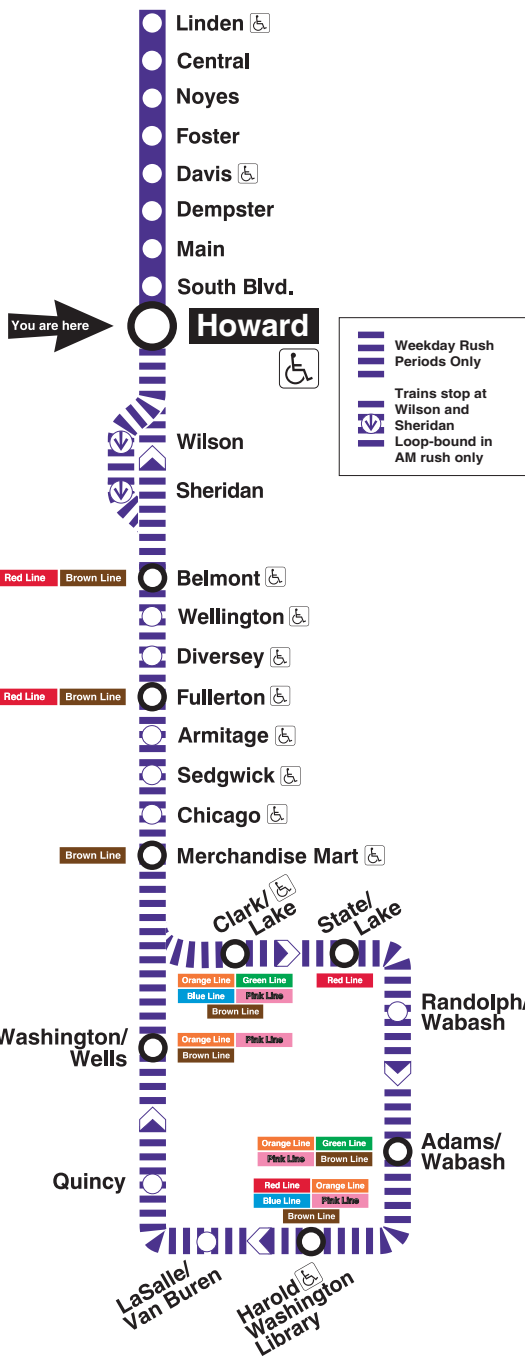 Linden
Central
Noyes
Foster
Davis
Dempster
Main
South Blvd.
You are here
Howard
Weekday Rush
Periods Only
Trains stop at
Wilson and
Sheridan
Loop-bound in
AM rush only
Wilson
Sheridan
Red Line Brown Line
Belmont
Wellington
Diversey
Red Line Brown Line
Fullerton
Armitage
Sedgwick
Chicago
Brown Line
Merchandise Mart
Clark/
Lake
State/
Lake
Orange Line Green Line
Blue Line Pink Line
Brown Line
Red Line
Randolph/
Wabash
Washington/
Wells
Orange Line Pink Line
Brown Line
Orange Line Green Line
Pink Line Brown Line
Adams/
Wabash
Quincy
Red Line Orange Line
Blue Line Pink Line
Brown Line
LaSalle/
Van Buren
Harold
Washington
Library